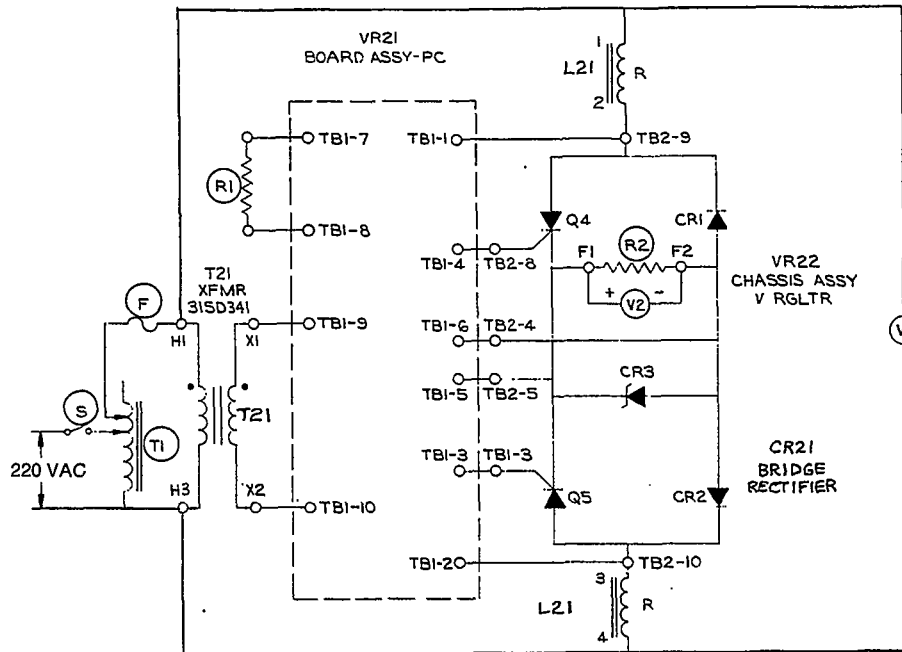 VR21
BOARD ASSY-PC
1
L21
R
2
TB1-7
TB1-1
TB2-9
R1
Q4
CR1
TB1-8
F1
R2
F2
TB1-4
TB2-8
+
V2
-
VR22
CHASSIS ASSY
V RGLTR
T21
XFMR
315D341
F
H1
X1
TB1-9
TB1-6
TB2-4
CR3
TB1-5
TB2-5
S
T1
T21
220 VAC
TB1-3
TB1-3
CR21
BRIDGE
RECTIFIER
H3
X2
TB1-10
Q5
CR2
TB1-2
TB2-10
3
L21
R
4